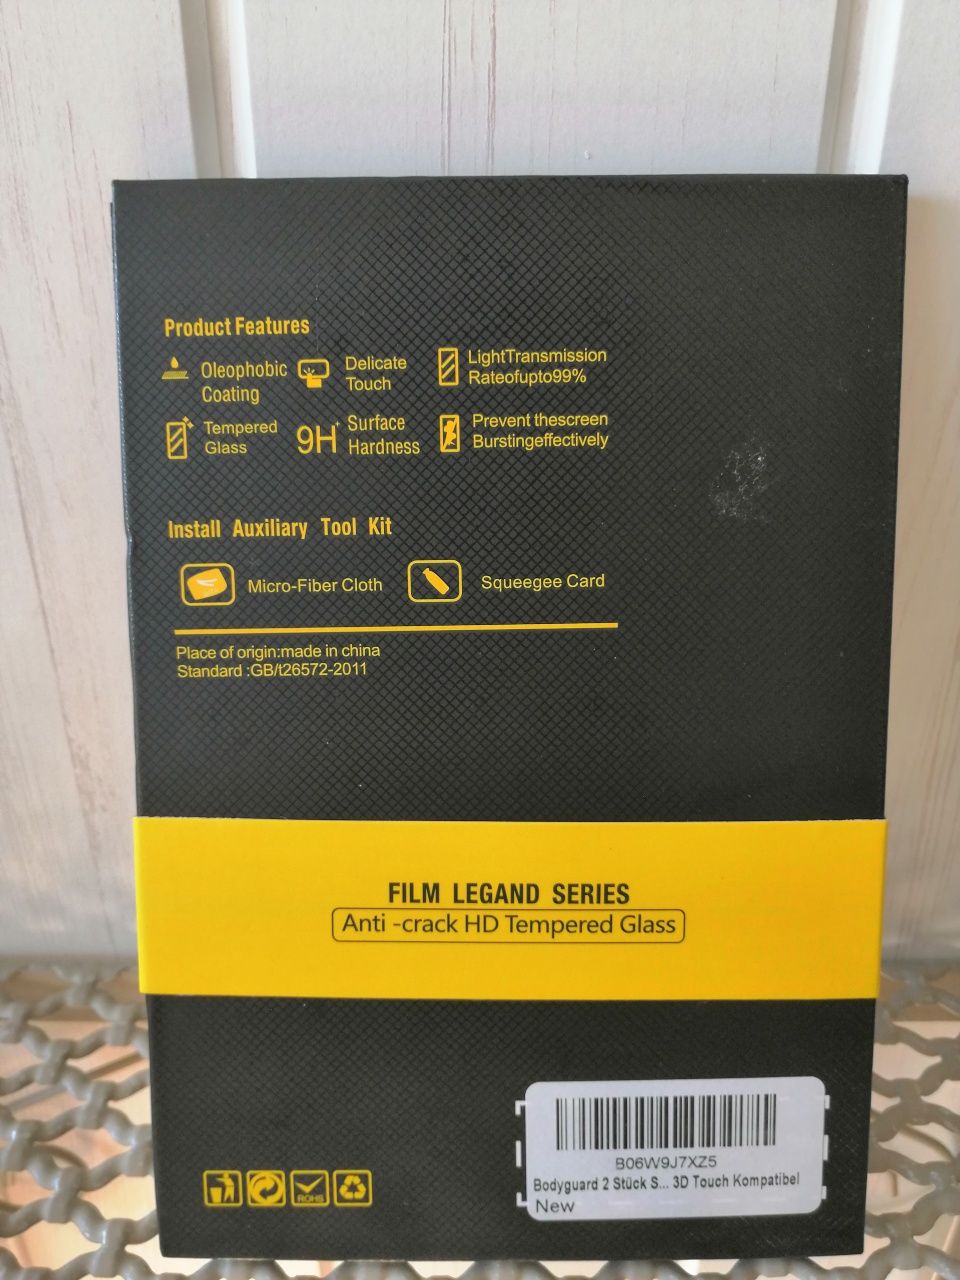 Product Features
Oleophobic
Coating
Delicate
Touch
LightTransmission
Rateofupto99%
Tempered
Glass
9H+ Surface
Hardness
Prevent thescreen
Burstingeffectively
Install Auxiliary Tool Kit
Micro-Fiber Cloth
Squeegee Card
Place of origin:made in china
Standard :GB/t26572-2011
FILM LEGAND SERIES
Anti -crack HD Tempered Glass
B06W9J7XZ5
Bodyguard 2 Stück S... 3D Touch Kompatibel
New
ROHS